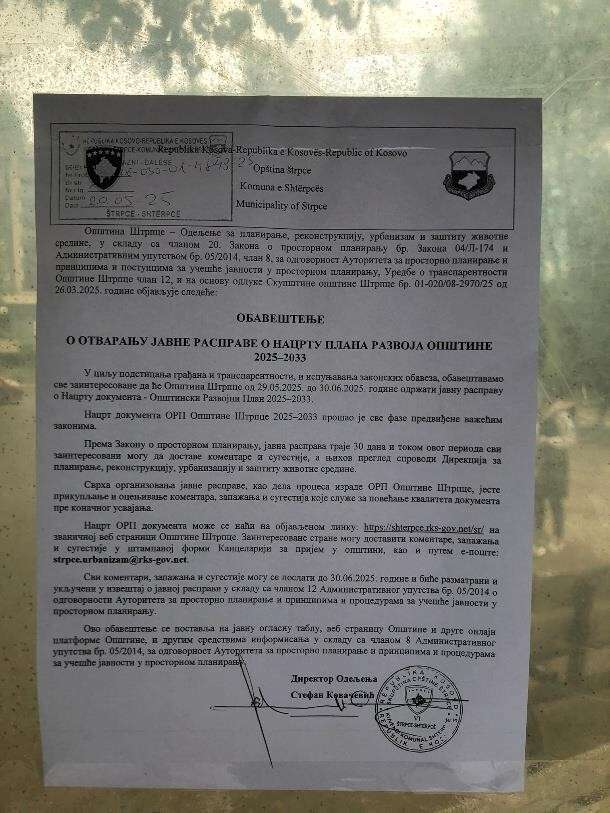 REPUBLIKA KOSOVO-REPUBLIKA E KOSOVËS
Republika Kosova-Republika e Kosovës-Republic of Kosovo
Opština štrpce
Komuna e Shtërpcës
Municipality of Štrpce
20.05.25
ŠTRPCE-SHTËRPCE
Општина Штрпце – Одељење за планирање, реконструкцију, урбанизам и заштиту животне
средине, у складу са чланом 20. Закона о просторном планирању бр. Закона 04/Л-174 и
Административним упутством бр. 05/2014, члан 8, за одговорност Ауторитета за просторно планирање и
принципима и поступцима за учешће јавности у просторном планирању, Уредбе о транспарентности
Општине Штрпце члан 12, и на основу одлуке Скупштине општине Штрпце бр. 01-020/08-2970/25 од
26.03.2025. године објављује следеће:
ОБАВЕШТЕЊЕ
О ОТВАРАЊУ ЈАВНЕ РАСПРАВЕ О НАЦРТУ ПЛАНА РАЗВОЈА ОПШТИНЕ
2025–2033
У циљу подстицања грађана и транспарентности, и испуњавања законских обавеза, обавештавамо
све заинтересоване да ће Општина Штрпце од 29.05.2025. до 30.06.2025. године одржати јавну расправу
о Нацрту документа - Општински Развојни План 2025–2033.
Нацрт документа ОРП Општине Штрпце 2025–2033 прошао је све фазе предвиђене важећим
законима.
Према Закону о просторном планирању, јавна расправа траје 30 дана и током овог периода сви
заинтересовани могу да доставе коментаре и сугестије, а њихов преглед спроводи Дирекција за
планирање, реконструкцију, урбанизацију и заштиту животне средине.
Сврха организовања јавне расправе, као дела процеса израде ОРП Општине Штрпце, јесте
прикупљање и оцењивање коментара, запажања и сугестија које служе за повећање квалитета документа
пре коначног усвајања.
Нацрт ОРП документа може се наћи на објављеном линку: https://shterpce.rks-gov.net/sr/ на
званичној веб страници Општине Штрпце. Заинтересоване стране могу доставити коментаре, запажања
и сугестије у штампаној форми Канцеларији за пријем у општини, као и путем е-поште:
strpce.urbanizam@rks-gov.net.
Сви коментари, запажања и сугестије могу се послати до 30.06.2025. године и биће разматрани и
укључени у извештај о јавној расправи у складу са чланом 12 Административног упутства бр. 05/2014 о
одговорности Ауторитета за просторно планирање и принципима и процедурама за учешће јавности у
просторном планирању.
Ово обавештење се поставља на јавну огласну таблу, веб страницу Општине и друге онлајн
платформе Општине, и другим средствима информисања у складу са чланом 8 Административног
упутства бр. 05/2014, за одговорност Ауторитета за просторно планирање и принципима и процедурама
за учешће јавности у просторном планирању.
Директор Одељења
Стефан Ковачевић
ŠTRPCE-SHTËRPCE